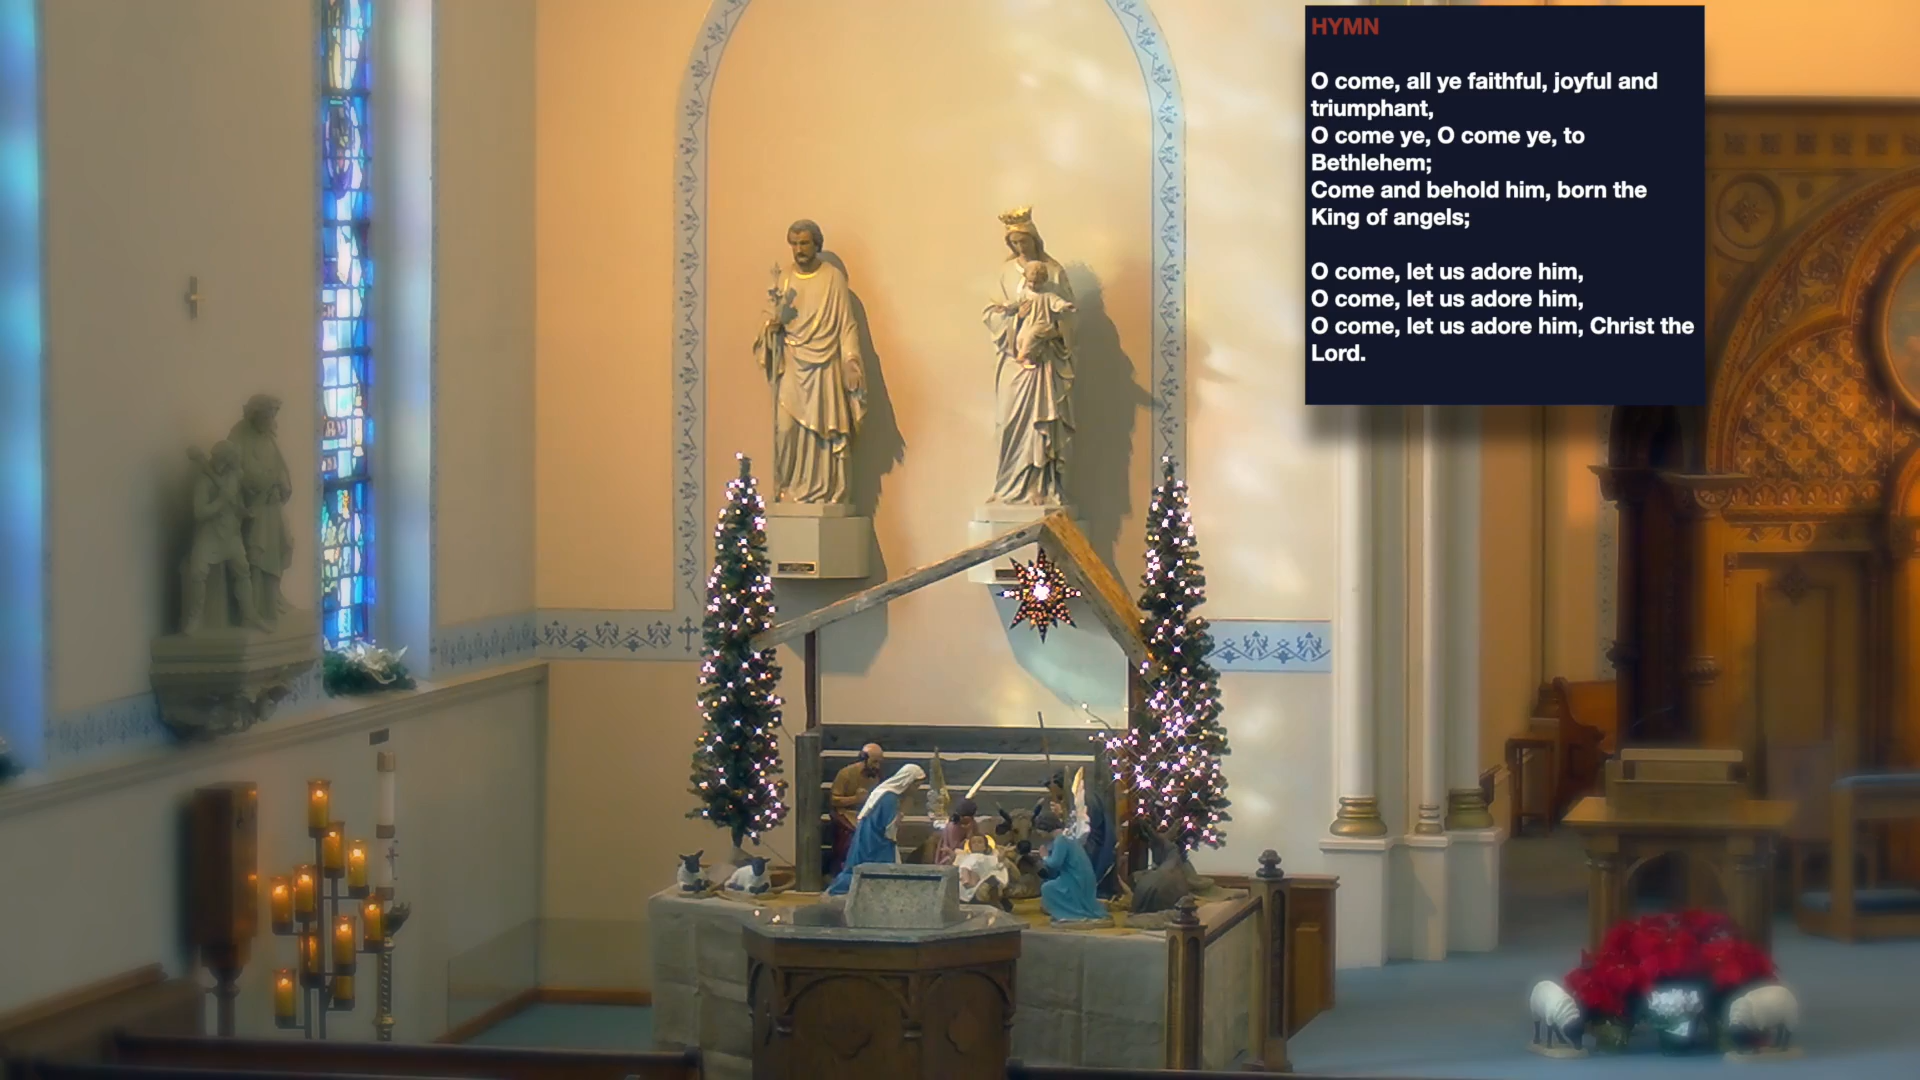 HYMN
O come, all ye faithful, joyful and
triumphant,
O come ye, O come ye, to
Bethlehem;
Come and behold him, born the
King of angels;
O come, let us adore him,
O come, let us adore him,
O come, let us adore him, Christ the
Lord.